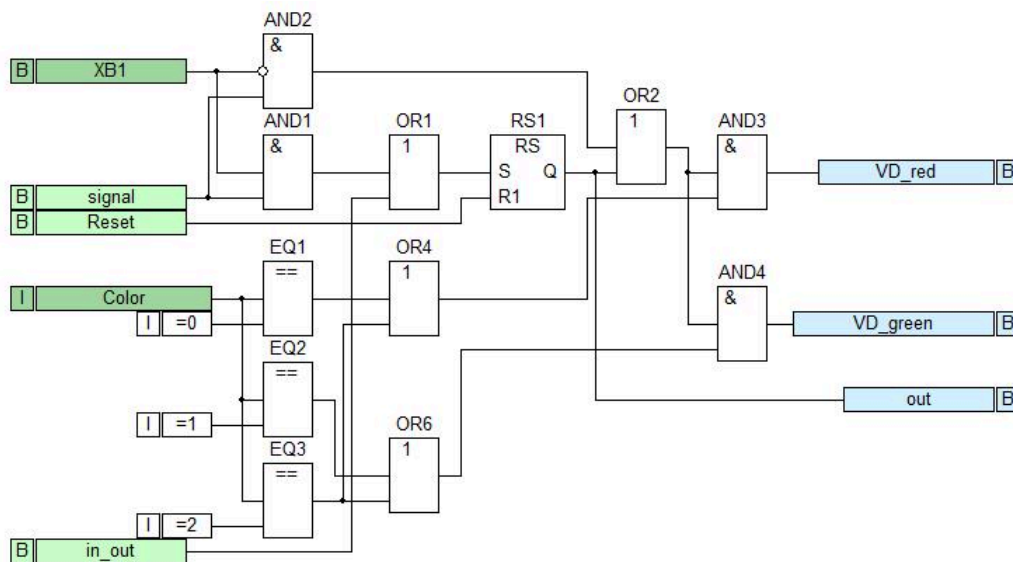 AND2
&
B XB1
OR2
1
AND1 OR1 RS1 AND3
& 1 RS &
S Q
VD_red B
B signal
R1
B Reset
EQ1 OR4
== 1
AND4
&
I Color
I =0
VD_green B
EQ2
==
out B
I =1
OR6
1
EQ3
==
I =2
B in_out